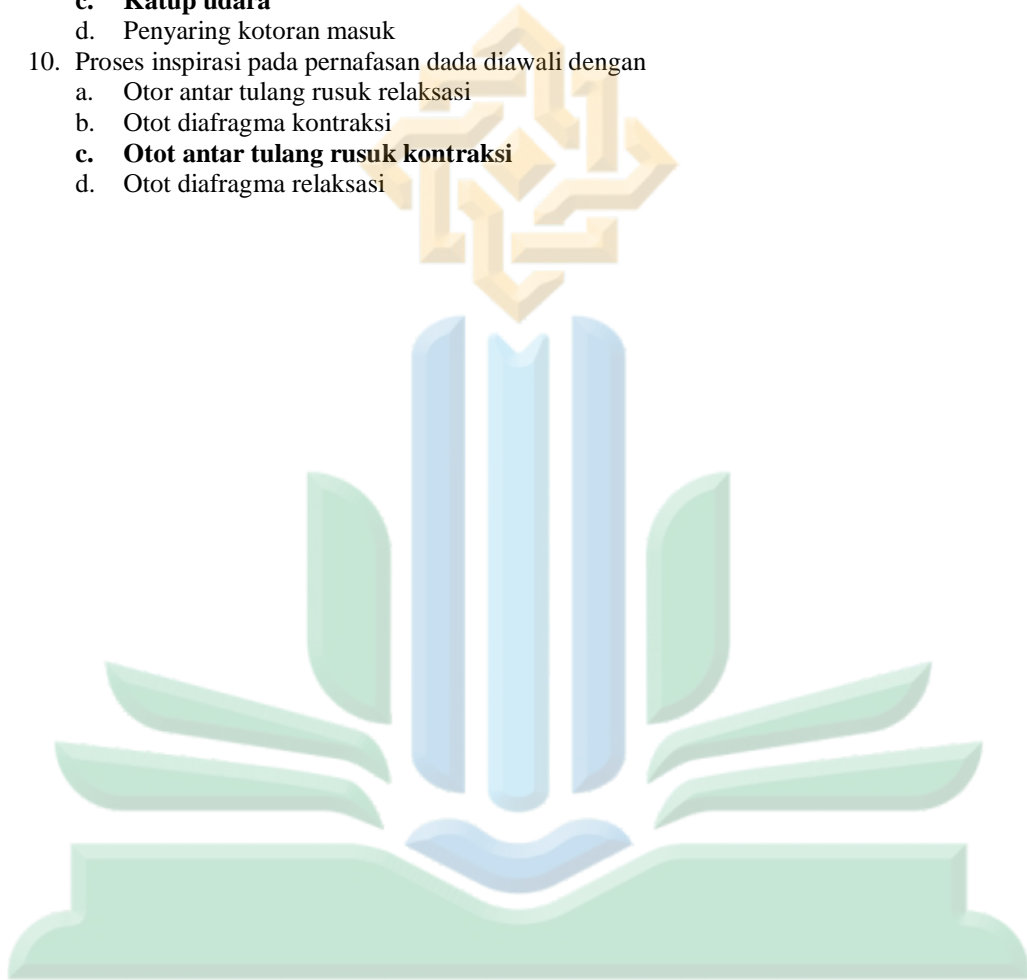 c. Katup udara
d. Penyaring kotoran masuk
10. Proses inspirasi pada pernafasan dada diawali dengan
a. Otor antar tulang rusuk relaksasi
b. Otot diafragma kontraksi
c. Otot antar tulang rusuk kontraksi
d. Otot diafragma relaksasi